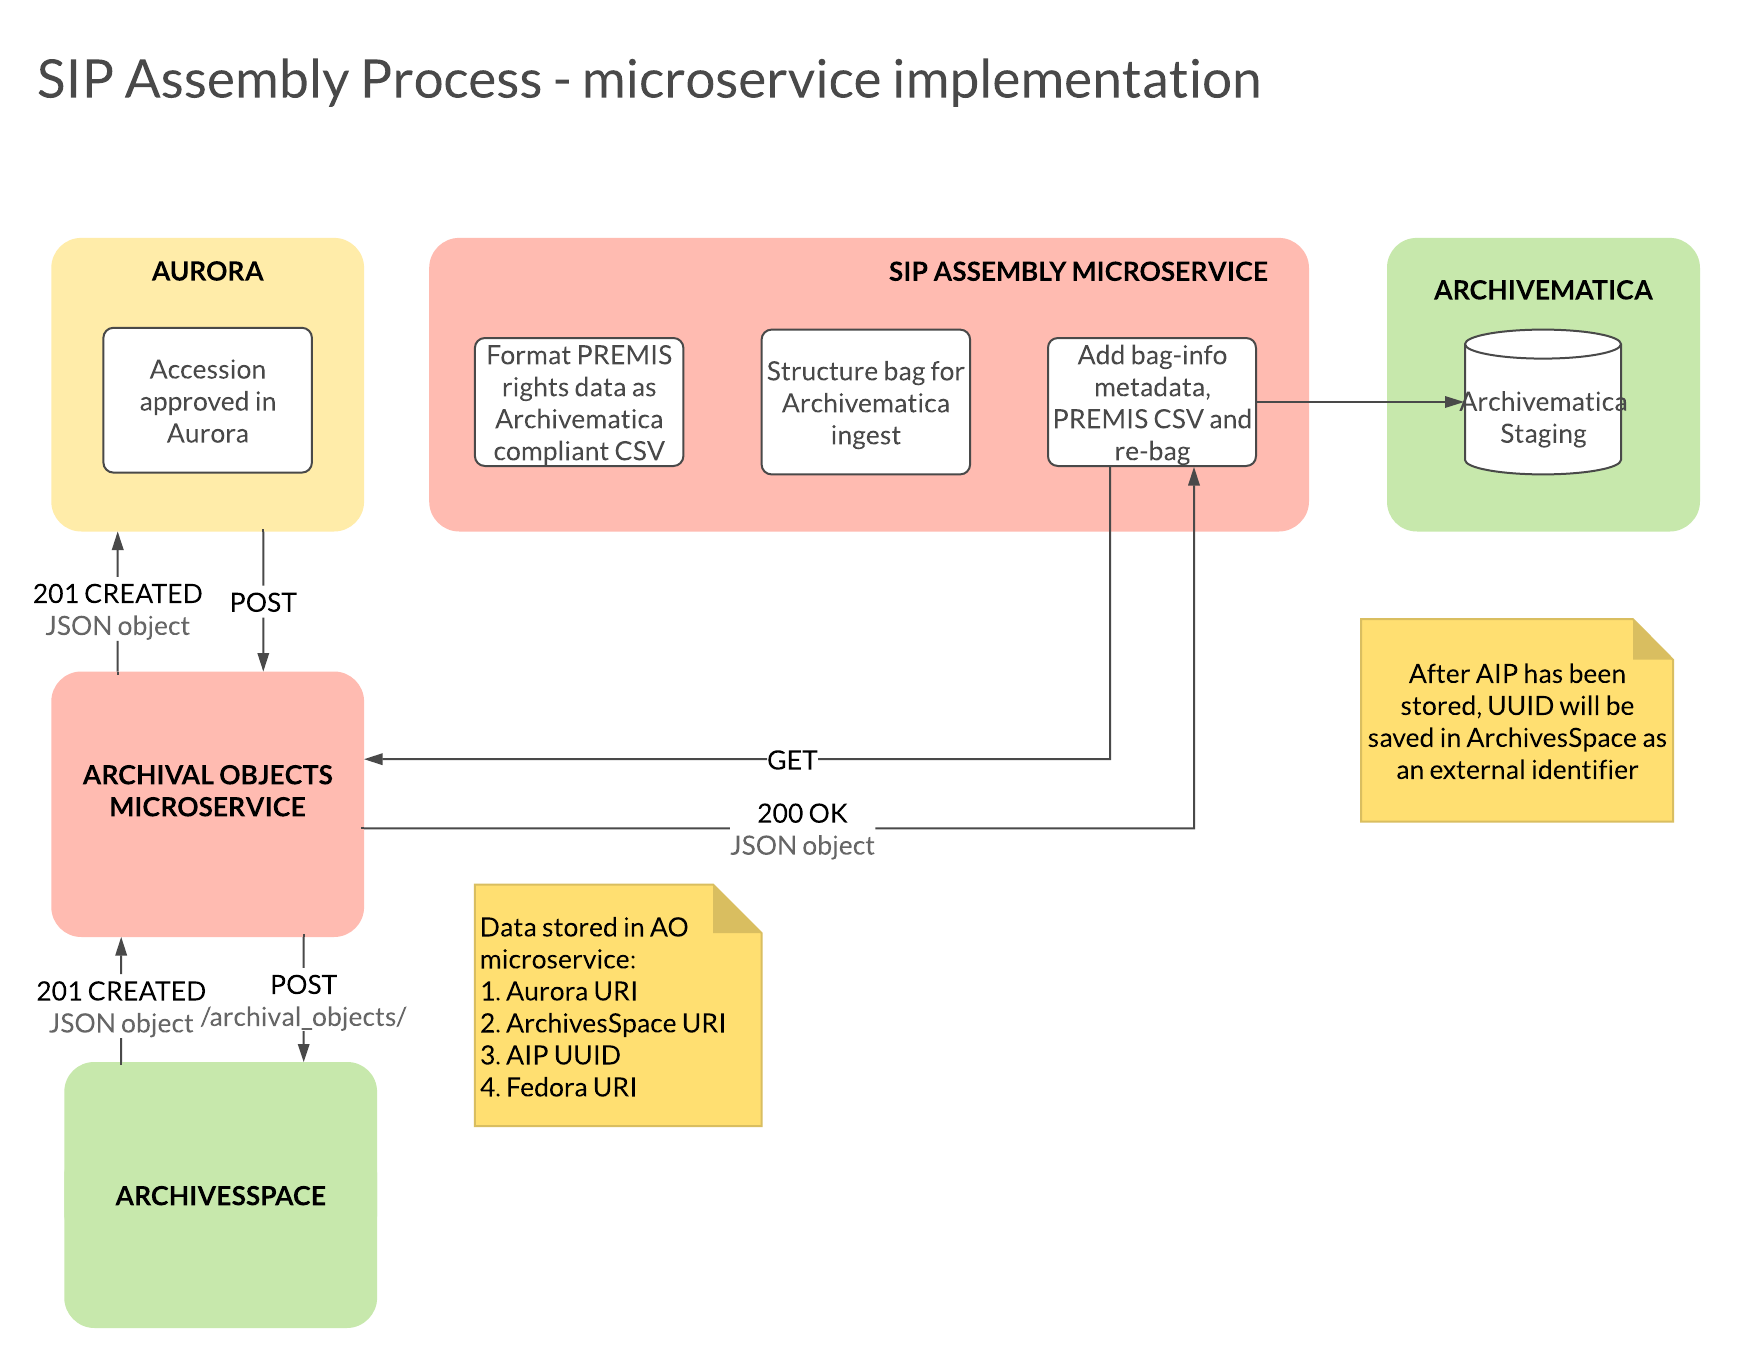 SIP Assembly Process - microservice implementation
AURORA
Accession
approved in
Aurora
SIP ASSEMBLY MICROSERVICE
Format PREMIS
rights data as
Archivematica
compliant CSV
Structure bag for
Archivematica
ingest
Add bag-info
metadata,
PREMIS CSV and
re-bag
ARCHIVEMATICA
Archivematica
Staging
201 CREATED
JSON object
POST
ARCHIVAL OBJECTS
MICROSERVICE
GET
200 OK
JSON object
After AIP has been
stored, UUID will be
saved in ArchivesSpace as
an external identifier
201 CREATED
JSON object
POST
/archival_objects/
Data stored in AO
microservice:
1. Aurora URI
2. ArchivesSpace URI
3. AIP UUID
4. Fedora URI
ARCHIVESSPACE